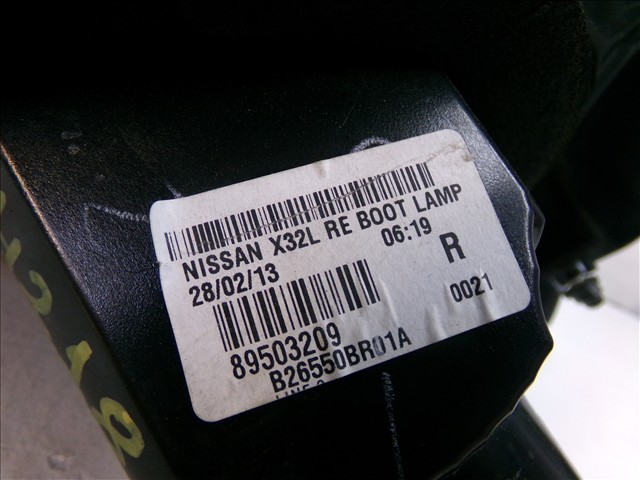 NISSAN X32L RE BOOT LAMP
28/02/13 06:19 R
89503209 0021
B26550BR01A